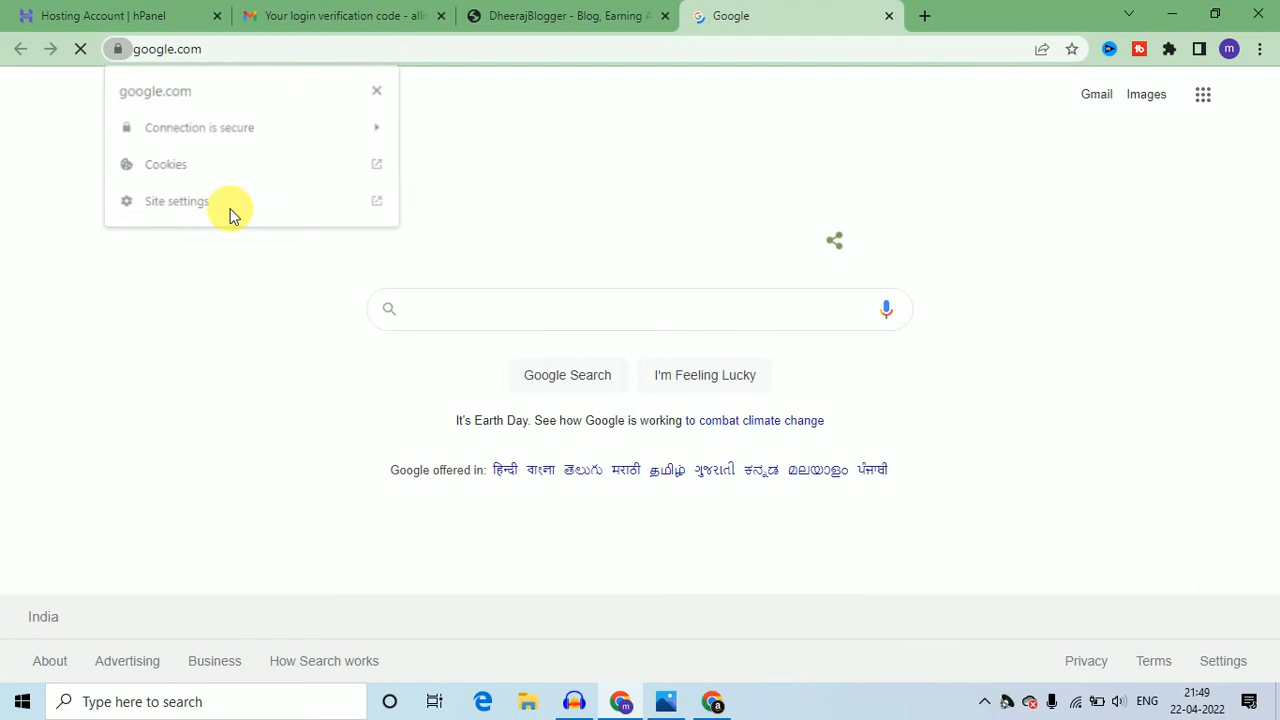 Hosting Account | hPanel
Your login verification code - alli
DheerajBlogger - Blog, Earning A
Google
google.com
google.com
Connection is secure
Cookies
Site settings
Gmail
Images
Google Search
I'm Feeling Lucky
It's Earth Day. See how Google is working to combat climate change
Google offered in: हिन्दी বাংলা తెలుగు मराठी தமிழ் ગુજરાતી ಕನ್ನಡ മലയാളം ਪੰਜਾਬੀ
India
About Advertising Business How Search works
Privacy Terms Settings
Type here to search
ENG
21:49
22-04-2022